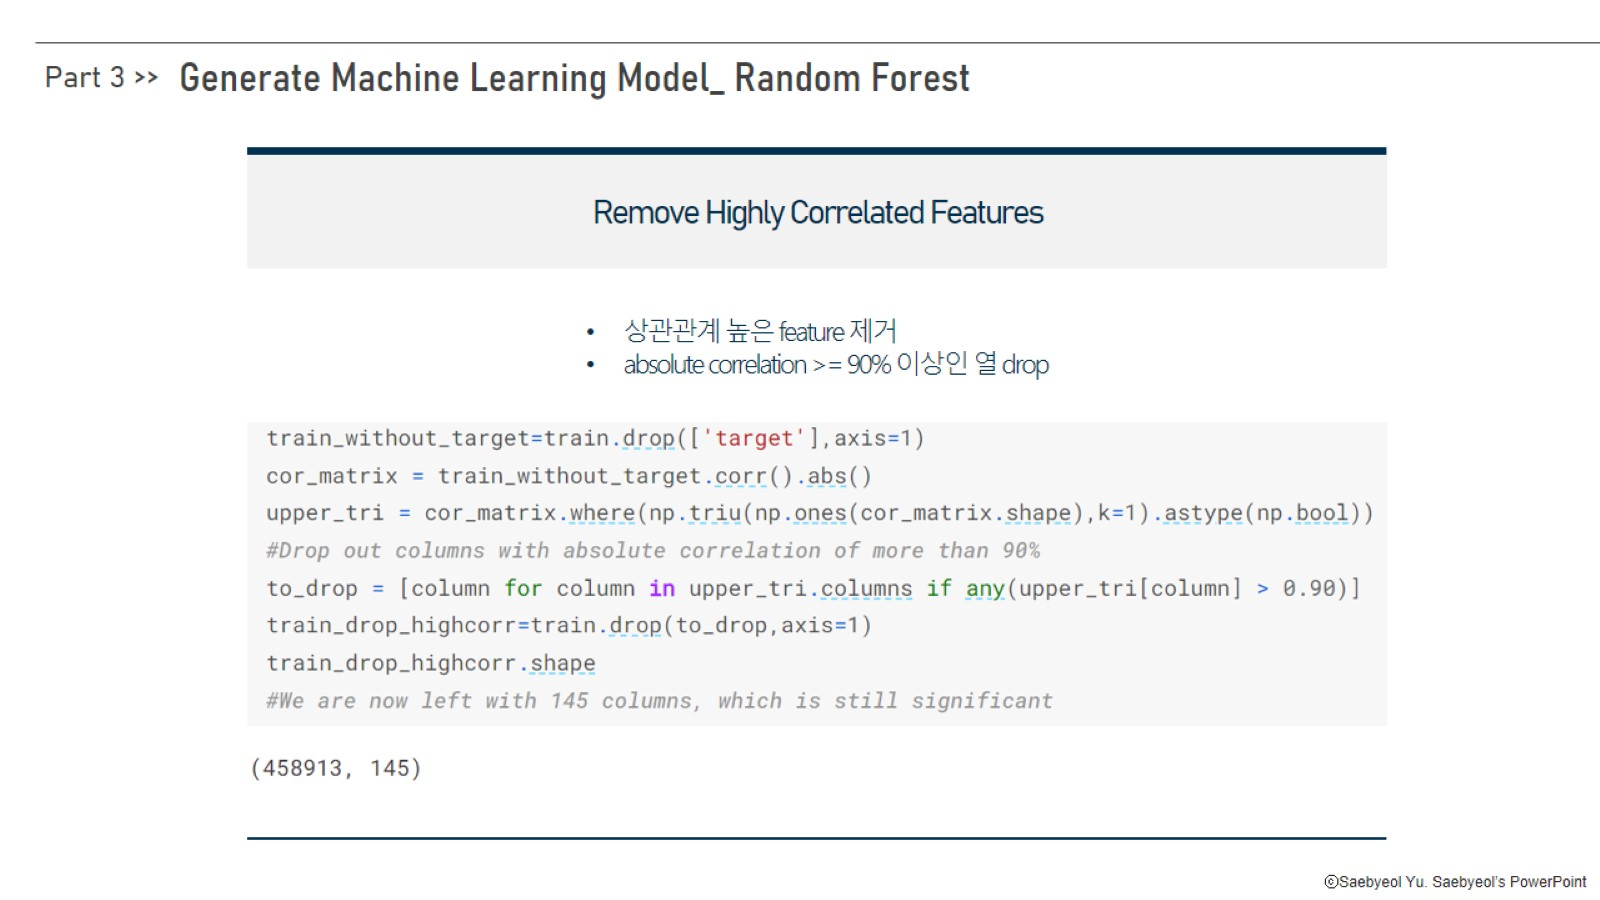 Part 3 >> Generate Machine Learning Model_ Random Forest
Remove Highly Correlated Features
• 상관관계 높은 feature 제거
• absolute correlation >= 90% 이상인 열 drop
train_without_target=train.drop(['target'],axis=1)
cor_matrix = train_without_target.corr().abs()
upper_tri = cor_matrix.where(np.triu(np.ones(cor_matrix.shape),k=1).astype(np.bool))
#Drop out columns with absolute correlation of more than 90%
to_drop = [column for column in upper_tri.columns if any(upper_tri[column] > 0.90)]
train_drop_highcorr=train.drop(to_drop,axis=1)
train_drop_highcorr.shape
#We are now left with 145 columns, which is still significant
(458913, 145)
©Saebyeol Yu. Saebyeol's PowerPoint